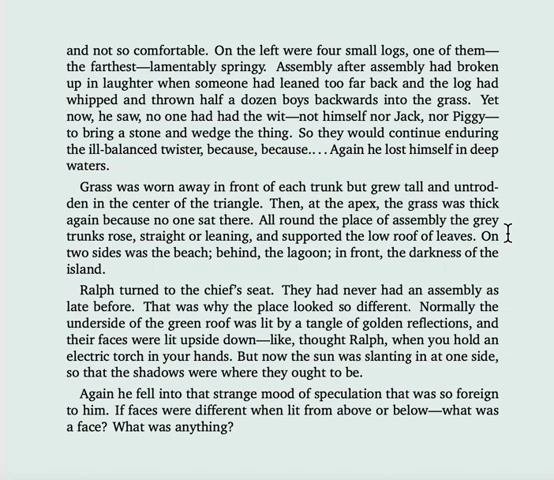 and not so comfortable. On the left were four small logs, one of them—
the farthest—lamentably springy. Assembly after assembly had broken
up in laughter when someone had leaned too far back and the log had
whipped and thrown half a dozen boys backwards into the grass. Yet
now, he saw, no one had had the wit—not himself nor Jack, nor Piggy—
to bring a stone and wedge the thing. So they would continue enduring
the ill-balanced twister, because, because.... Again he lost himself in deep
waters.
Grass was worn away in front of each trunk but grew tall and untrod-
den in the center of the triangle. Then, at the apex, the grass was thick
again because no one sat there. All round the place of assembly the grey
trunks rose, straight or leaning, and supported the low roof of leaves. On
two sides was the beach; behind, the lagoon; in front, the darkness of the
island.
Ralph turned to the chief's seat. They had never had an assembly as
late before. That was why the place looked so different. Normally the
underside of the green roof was lit by a tangle of golden reflections, and
their faces were lit upside down—like, thought Ralph, when you hold an
electric torch in your hands. But now the sun was slanting in at one side,
so that the shadows were where they ought to be.
Again he fell into that strange mood of speculation that was so foreign
to him. If faces were different when lit from above or below—what was
a face? What was anything?